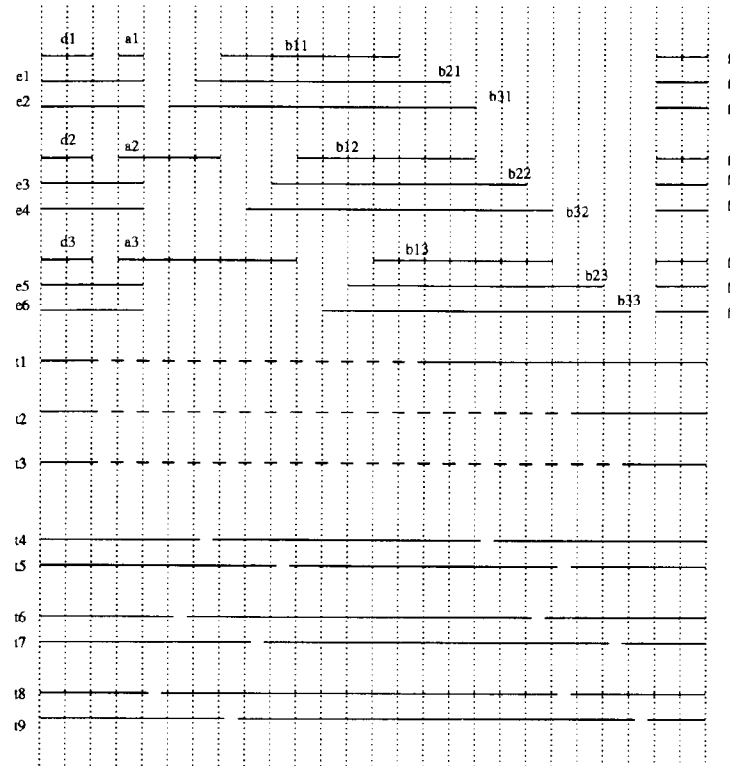 d1 a1 b11
e1 b21
e2 b31
d2 a2 b12
e3 b22
e4 b32
d3 a3 b13
e5 b23
e6 b33
t1
t2
t3
t4
t5
t6
t7
t8
t9